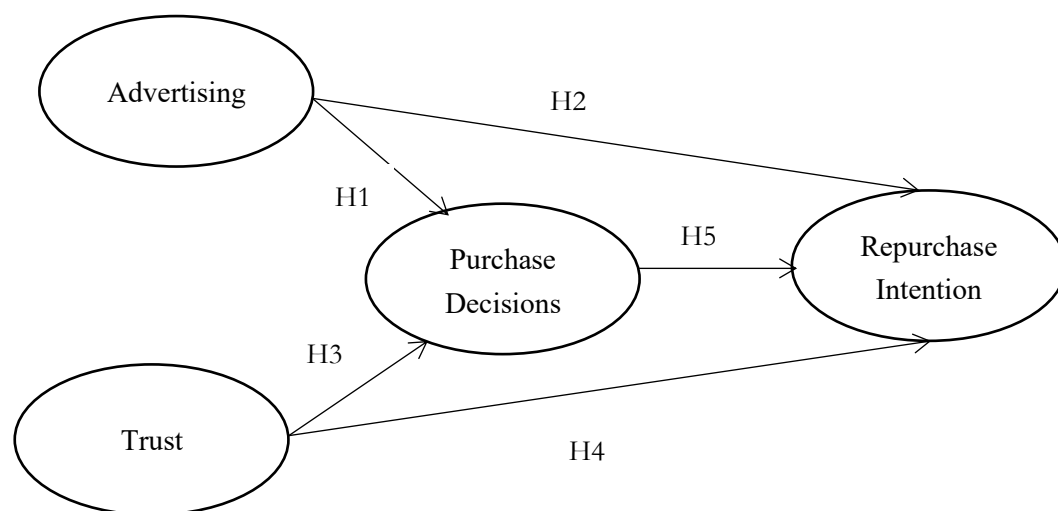 Advertising
H2
H1
Purchase
Decisions
H5
Repurchase
Intention
H3
Trust
H4